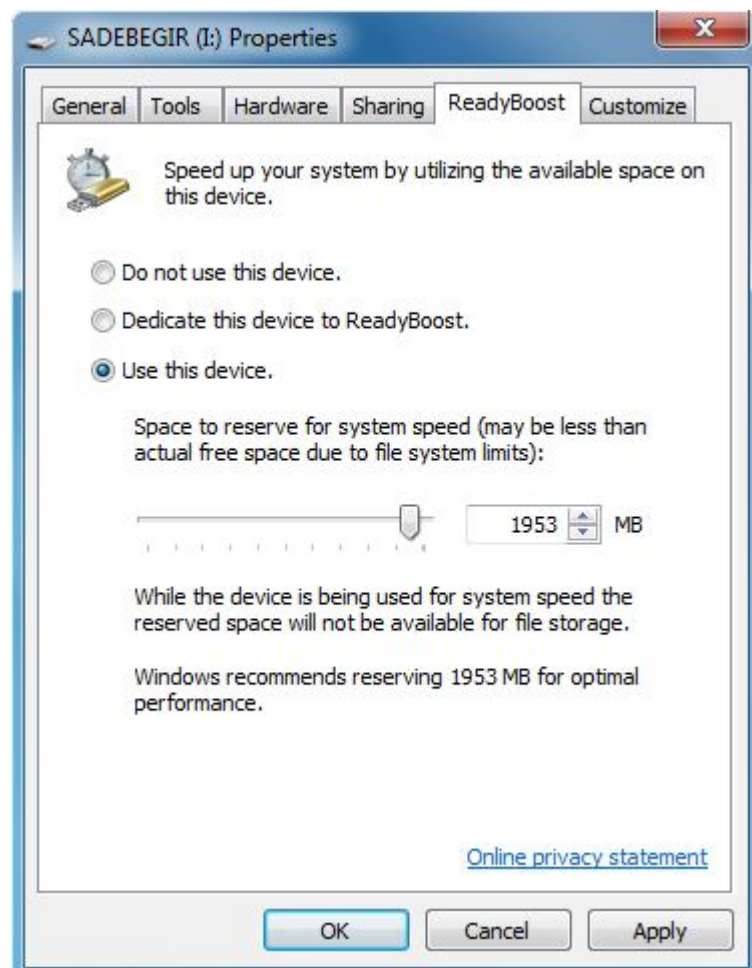 SADEBEGIR (I:) Properties
General Tools Hardware Sharing ReadyBoost Customize
Speed up your system by utilizing the available space on
this device.
Do not use this device.
Dedicate this device to ReadyBoost.
Use this device.
Space to reserve for system speed (may be less than
actual free space due to file system limits):
1953 MB
While the device is being used for system speed the
reserved space will not be available for file storage.
Windows recommends reserving 1953 MB for optimal
performance.
Online privacy statement
OK Cancel Apply